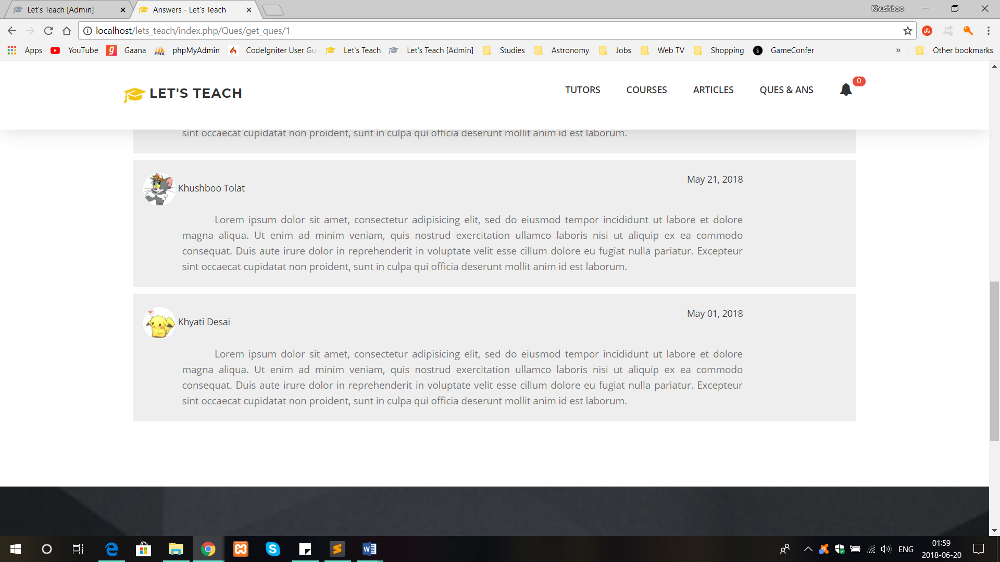 Let's Teach [Admin]
Answers - Let's Teach
Khushboo
localhost/lets_teach/index.php/Ques/get_ques/1
Apps YouTube Gaana phpMyAdmin CodeIgniter User Gu Let's Teach Let's Teach [Admin] Studies Astronomy Jobs Web TV Shopping GameConfer » Other bookmarks
LET'S TEACH
TUTORS COURSES ARTICLES QUES & ANS 0
sint occaecat cupidatat non proident, sunt in culpa qui officia deserunt mollit anim id est laborum.
Khushboo Tolat
May 21, 2018
Lorem ipsum dolor sit amet, consectetur adipisicing elit, sed do eiusmod tempor incididunt ut labore et dolore
magna aliqua. Ut enim ad minim veniam, quis nostrud exercitation ullamco laboris nisi ut aliquip ex ea commodo
consequat. Duis aute irure dolor in reprehenderit in voluptate velit esse cillum dolore eu fugiat nulla pariatur. Excepteur
sint occaecat cupidatat non proident, sunt in culpa qui officia deserunt mollit anim id est laborum.
Khyati Desai
May 01, 2018
Lorem ipsum dolor sit amet, consectetur adipisicing elit, sed do eiusmod tempor incididunt ut labore et dolore
magna aliqua. Ut enim ad minim veniam, quis nostrud exercitation ullamco laboris nisi ut aliquip ex ea commodo
consequat. Duis aute irure dolor in reprehenderit in voluptate velit esse cillum dolore eu fugiat nulla pariatur. Excepteur
sint occaecat cupidatat non proident, sunt in culpa qui officia deserunt mollit anim id est laborum.
ENG
01:59
2018-06-20